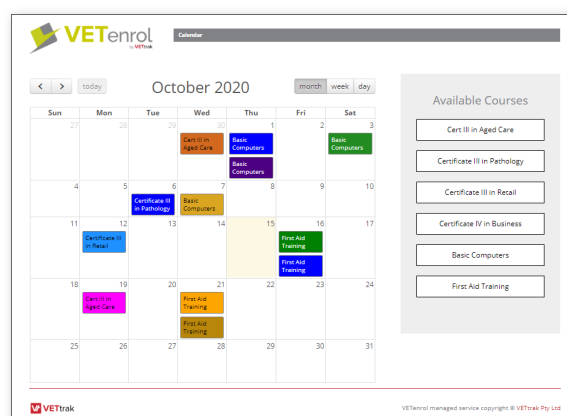 VETenrol
by VETtrak
Calendar
< > today
October 2020
month week day
Sun Mon Tue Wed Thu Fri Sat
27 28 29 30 1 2 3
Cert III in
Aged Care
Basic
Computers
Basic
Computers
Basic
Computers
4 5 6 7 8 9 10
Certificate III
in Pathology
Basic
Computers
11 12 13 14 15 16 17
Certificate III
in Retail
First Aid
Training
First Aid
Training
18 19 20 21 22 23 24
Cert III in
Aged Care
First Aid
Training
First Aid
Training
25 26 27 28 29 30 31
Available Courses
Cert III in Aged Care
Certificate III in Pathology
Certificate III in Retail
Certificate IV in Business
Basic Computers
First Aid Training
VETtrak
VETenrol managed service copyright © VETtrak Pty Ltd